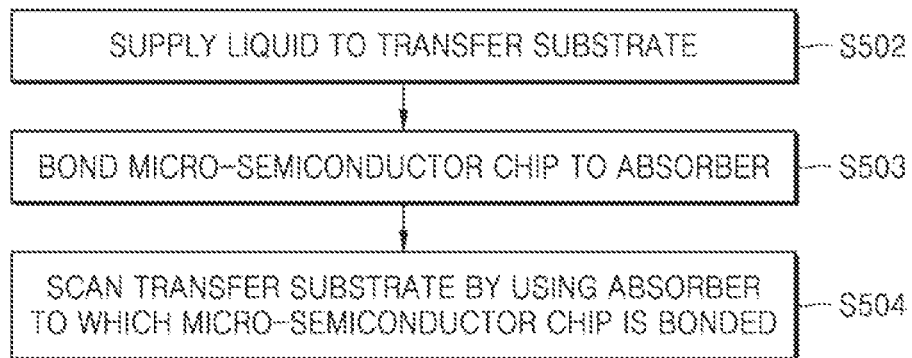 SUPPLY LIQUID TO TRANSFER SUBSTRATE
S502
BOND MICRO-SEMICONDUCTOR CHIP TO ABSORBER
S503
SCAN TRANSFER SUBSTRATE BY USING ABSORBER
TO WHICH MICRO-SEMICONDUCTOR CHIP IS BONDED
S504